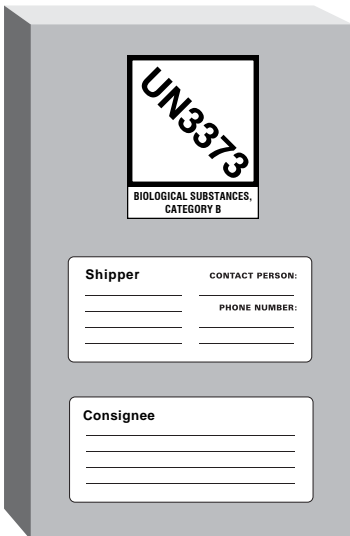 UN3373
BIOLOGICAL SUBSTANCES,
CATEGORY B
Shipper
CONTACT PERSON:
PHONE NUMBER:
Consignee